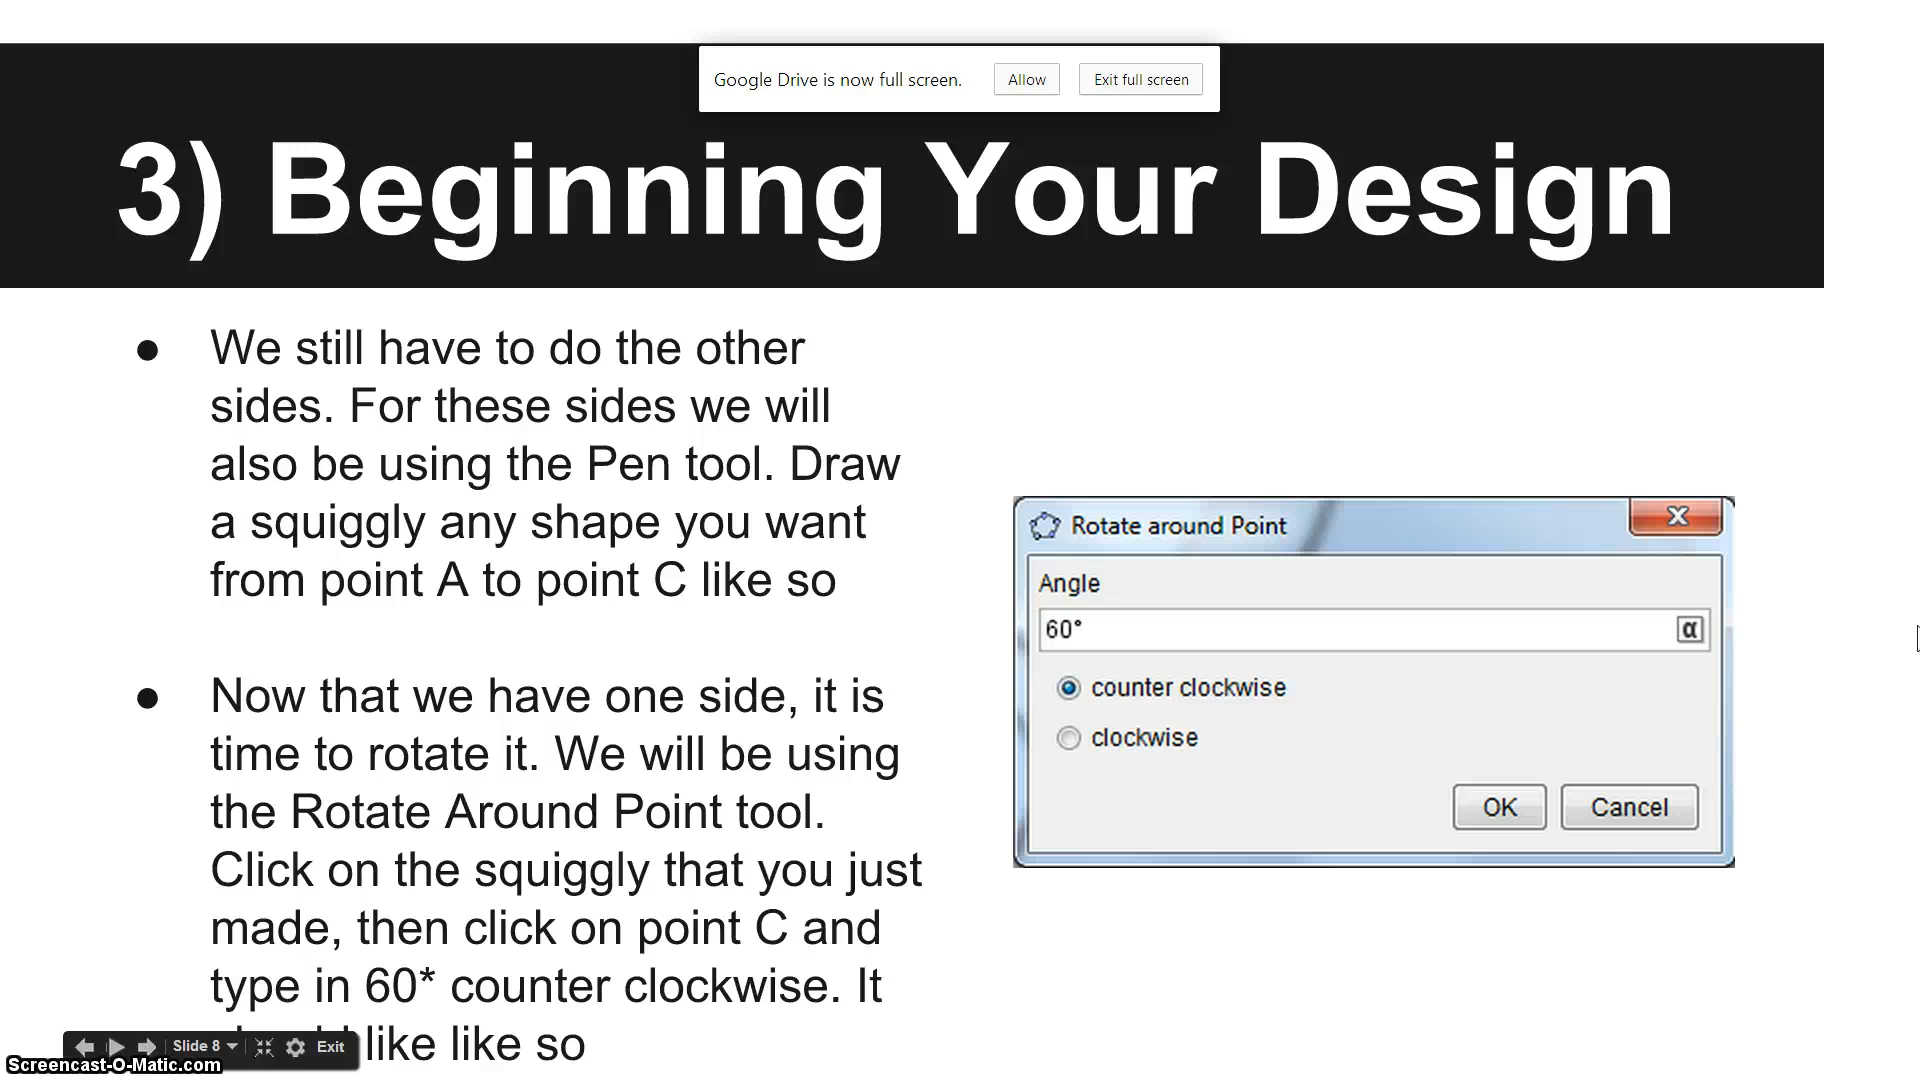 Google Drive is now full screen. Allow Exit full screen
3) Beginning Your Design
● We still have to do the other
sides. For these sides we will
also be using the Pen tool. Draw
a squiggly any shape you want
from point A to point C like so
● Now that we have one side, it is
time to rotate it. We will be using
the Rotate Around Point tool.
Click on the squiggly that you just
made, then click on point C and
type in 60* counter clockwise. It
like like so
Rotate around Point
Angle
60° α
counter clockwise
clockwise
OK Cancel
Slide 8 Exit
Screencast-O-Matic.com